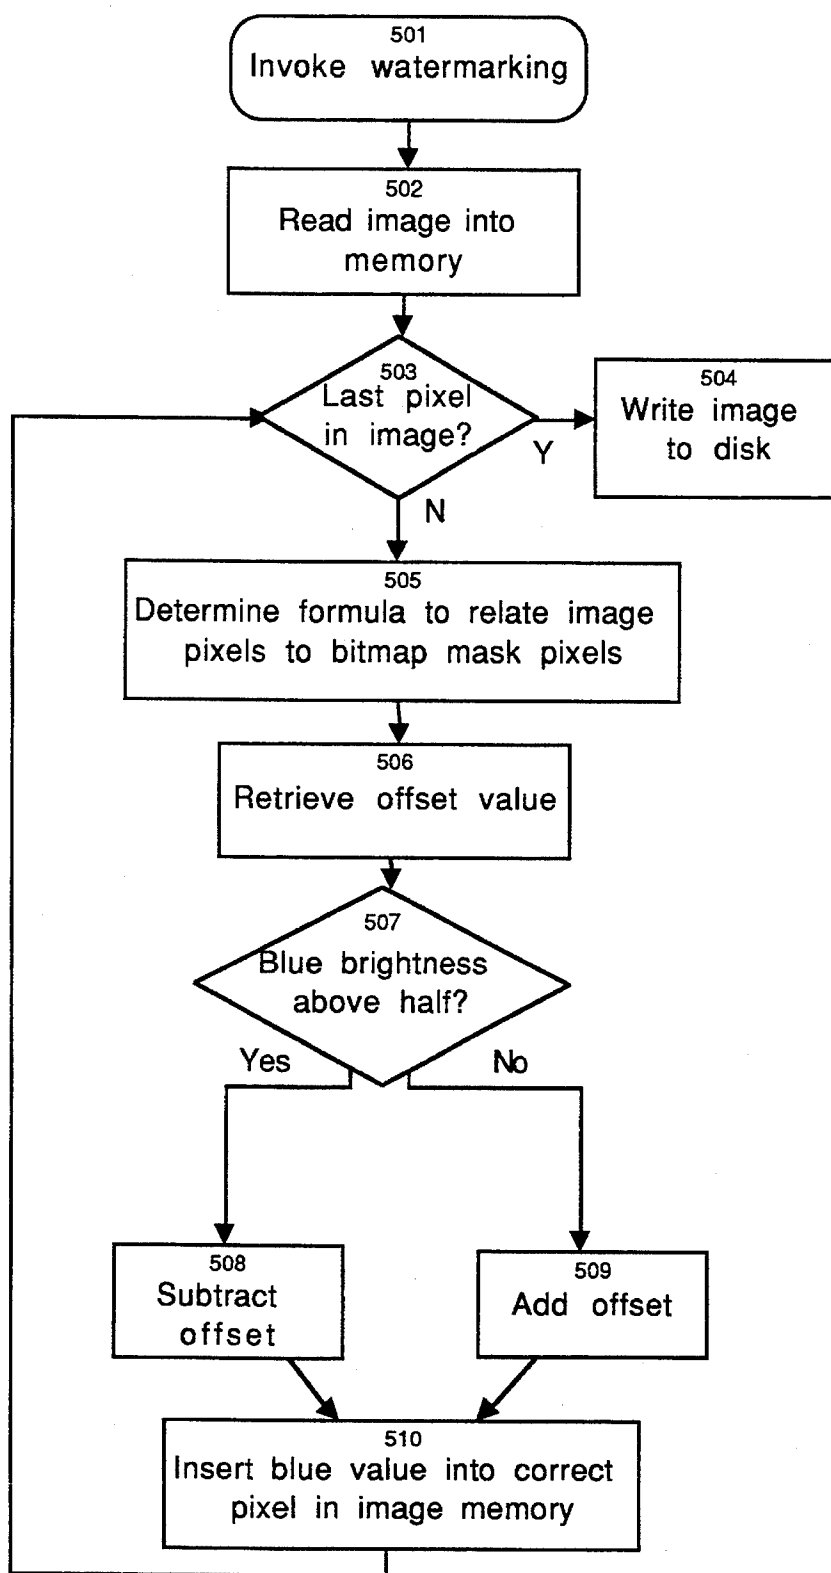 501
Invoke watermarking
502
Read image into
memory
503
Last pixel
in image?
Y
504
Write image
to disk
N
505
Determine formula to relate image
pixels to bitmap mask pixels
506
Retrieve offset value
507
Blue brightness
above half?
Yes
No
508
Subtract
offset
509
Add offset
510
Insert blue value into correct
pixel in image memory